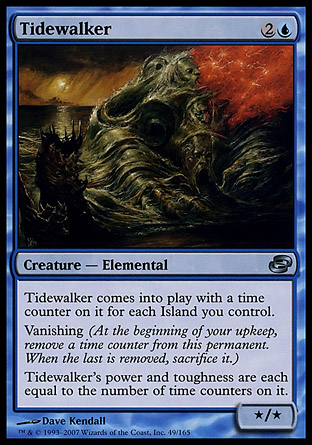 Tidewalker 2
Creature — Elemental
Tidewalker comes into play with a time
counter on it for each Island you control.
Vanishing (At the beginning of your upkeep,
remove a time counter from this permanent.
When the last is removed, sacrifice it.)
Tidewalker's power and toughness are each
equal to the number of time counters on it.
*/*
Dave Kendall
™ & © 1993–2007 Wizards of the Coast, Inc. 49/165